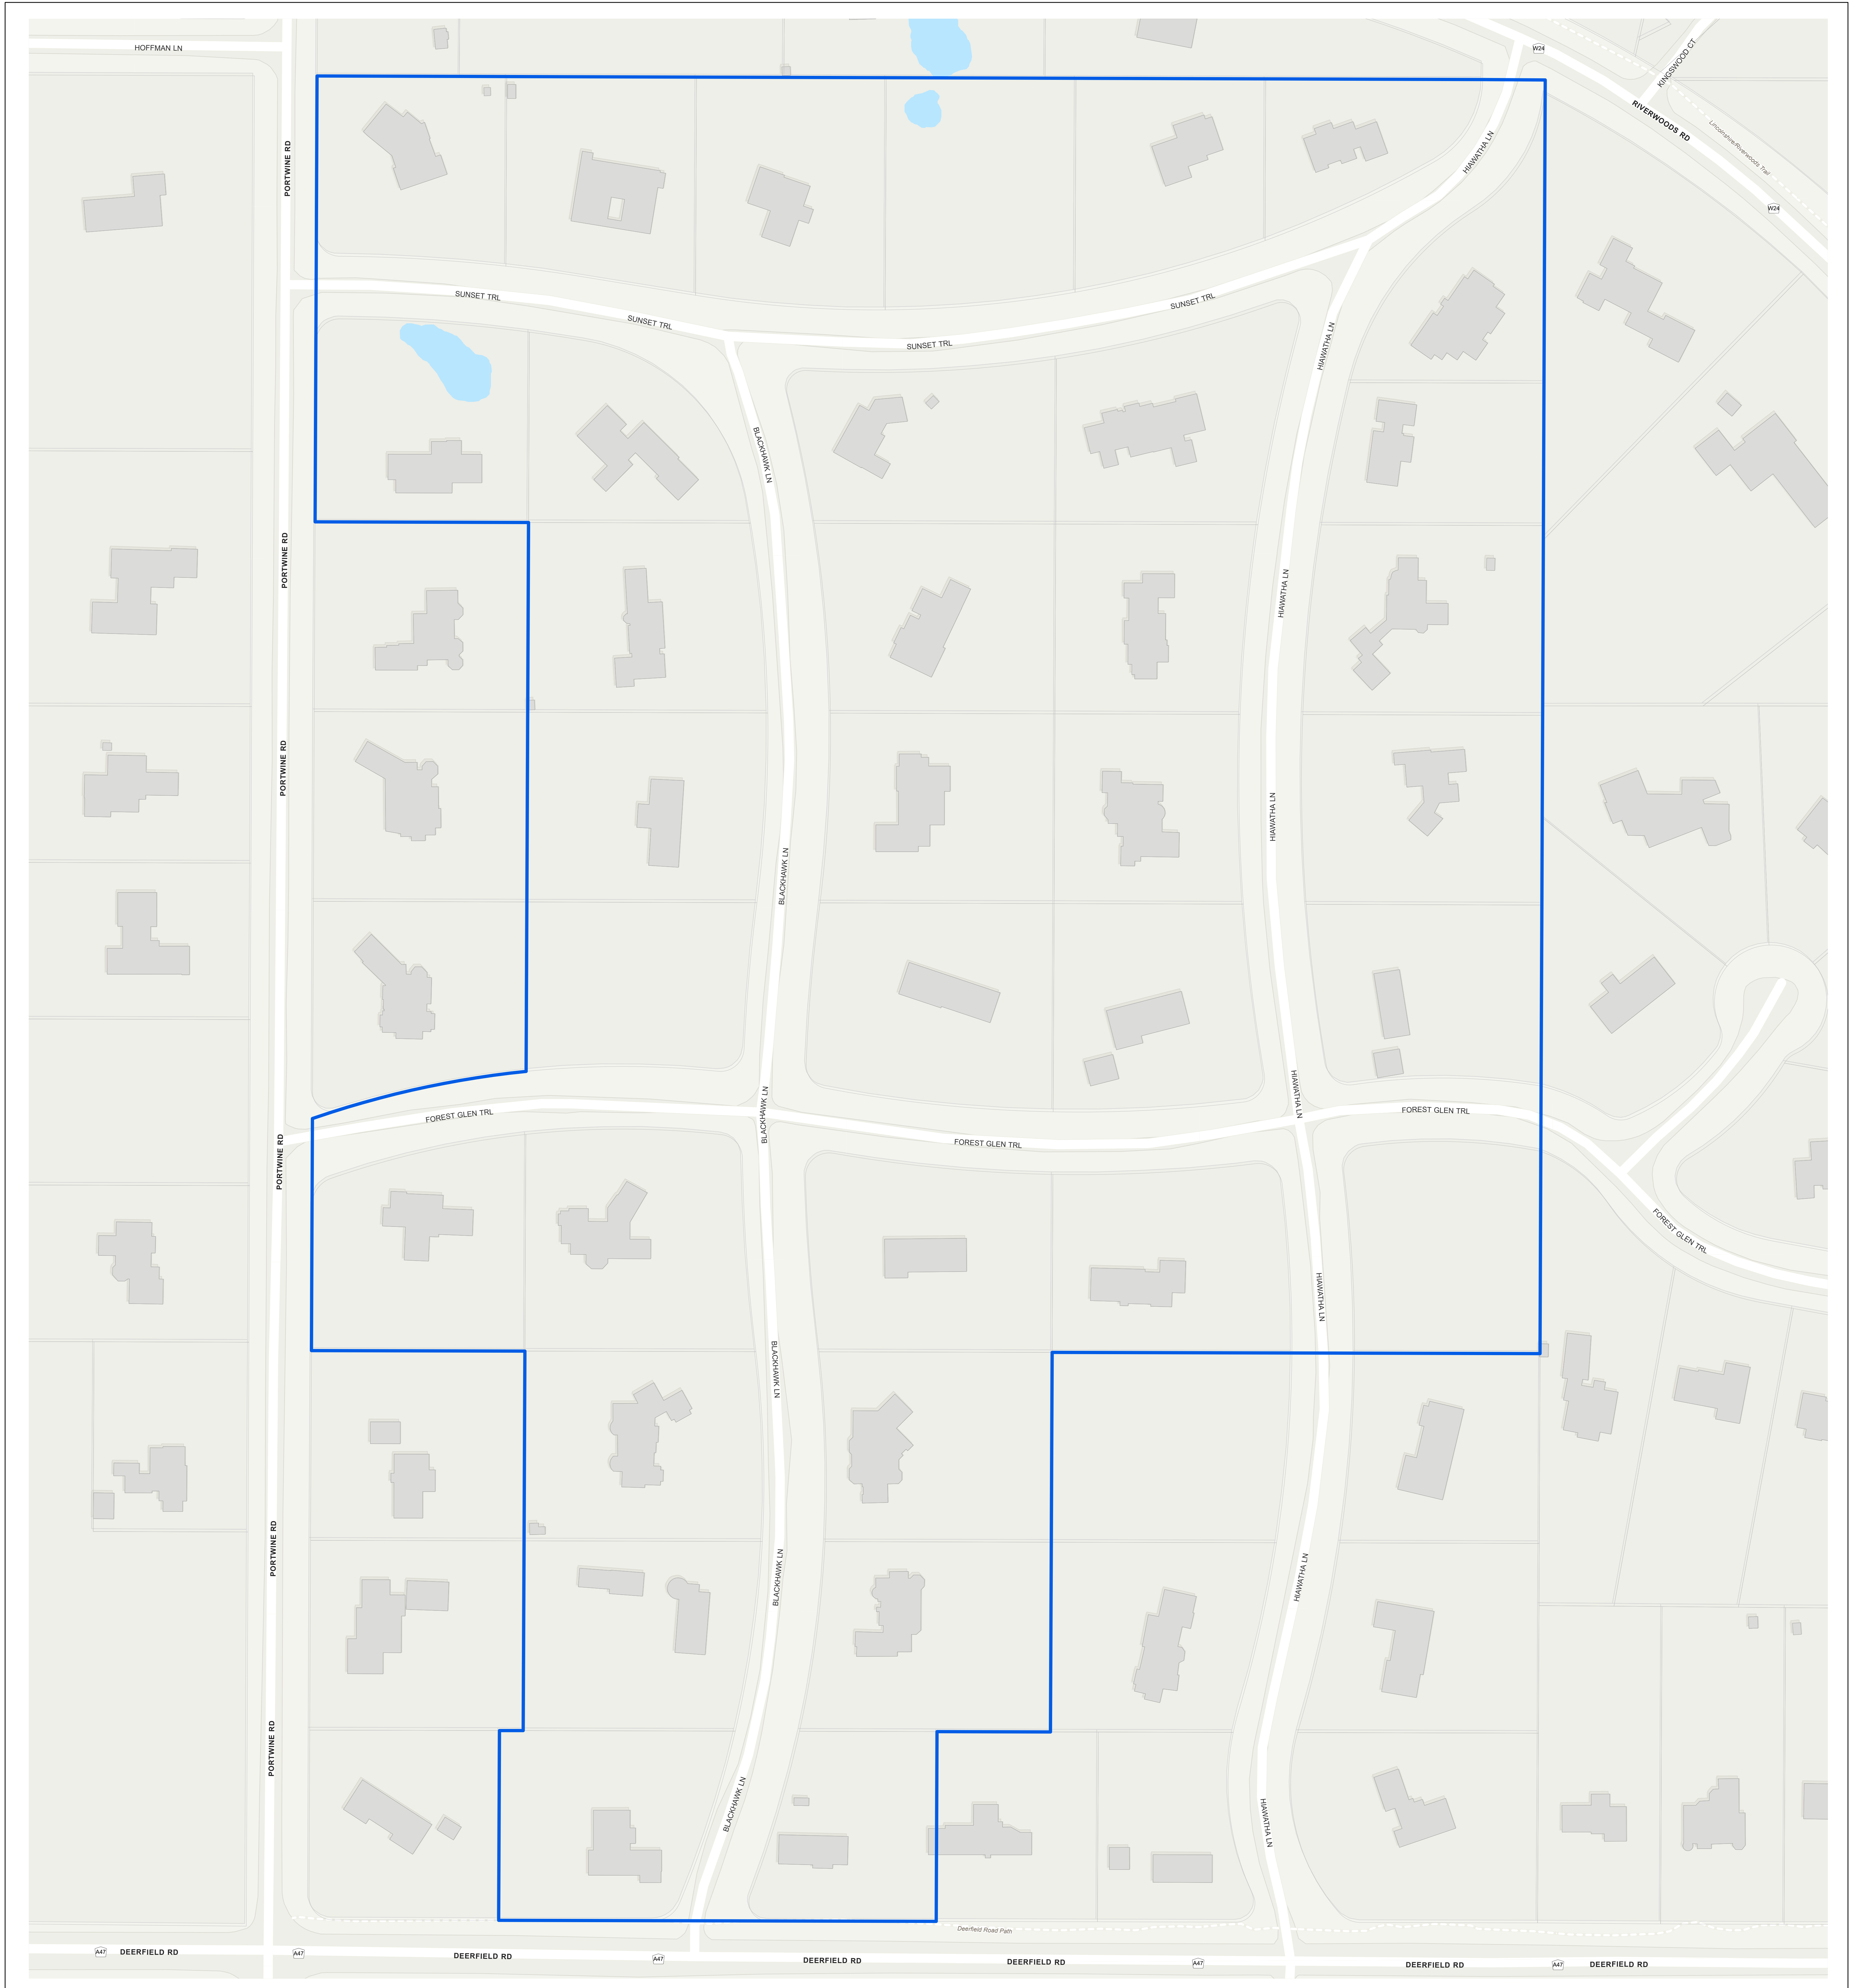 HOFFMAN LN
W24
KINGSWOOD CT
RIVERWOODS RD
Lincolnshire-Riverwoods Trail
PORTWINE RD
HIAWATHA LN
W24
SUNSET TRL
SUNSET TRL
SUNSET TRL
SUNSET TRL
HIAWATHA LN
BLACKHAWK LN
PORTWINE RD
HIAWATHA LN
PORTWINE RD
HIAWATHA LN
BLACKHAWK LN
HIAWATHA LN
FOREST GLEN TRL
BLACKHAWK LN
FOREST GLEN TRL
FOREST GLEN TRL
PORTWINE RD
FOREST GLEN TRL
HIAWATHA LN
BLACKHAWK LN
PORTWINE RD
BLACKHAWK LN
HIAWATHA LN
PORTWINE RD
BLACKHAWK LN
HIAWATHA LN
Deerfield Road Path
A47
DEERFIELD RD
A47
DEERFIELD RD
A47
DEERFIELD RD
DEERFIELD RD
A47
DEERFIELD RD
A47
DEERFIELD RD